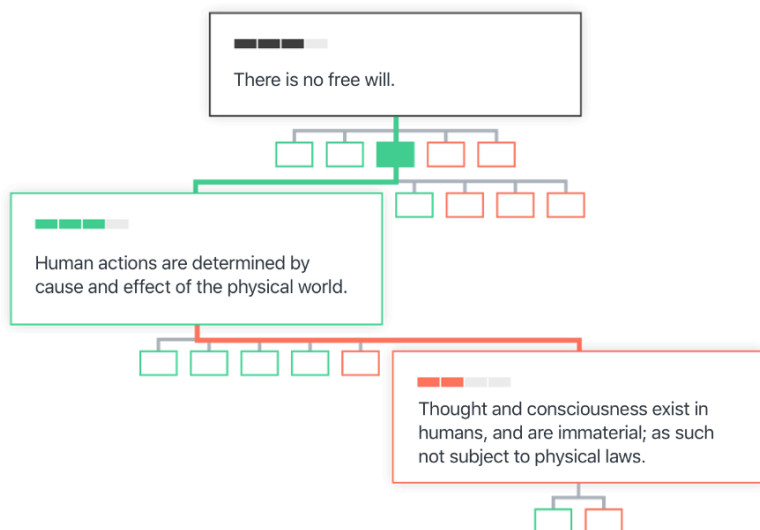 There is no free will.
Human actions are determined by
cause and effect of the physical world.
Thought and consciousness exist in
humans, and are immaterial; as such
not subject to physical laws.